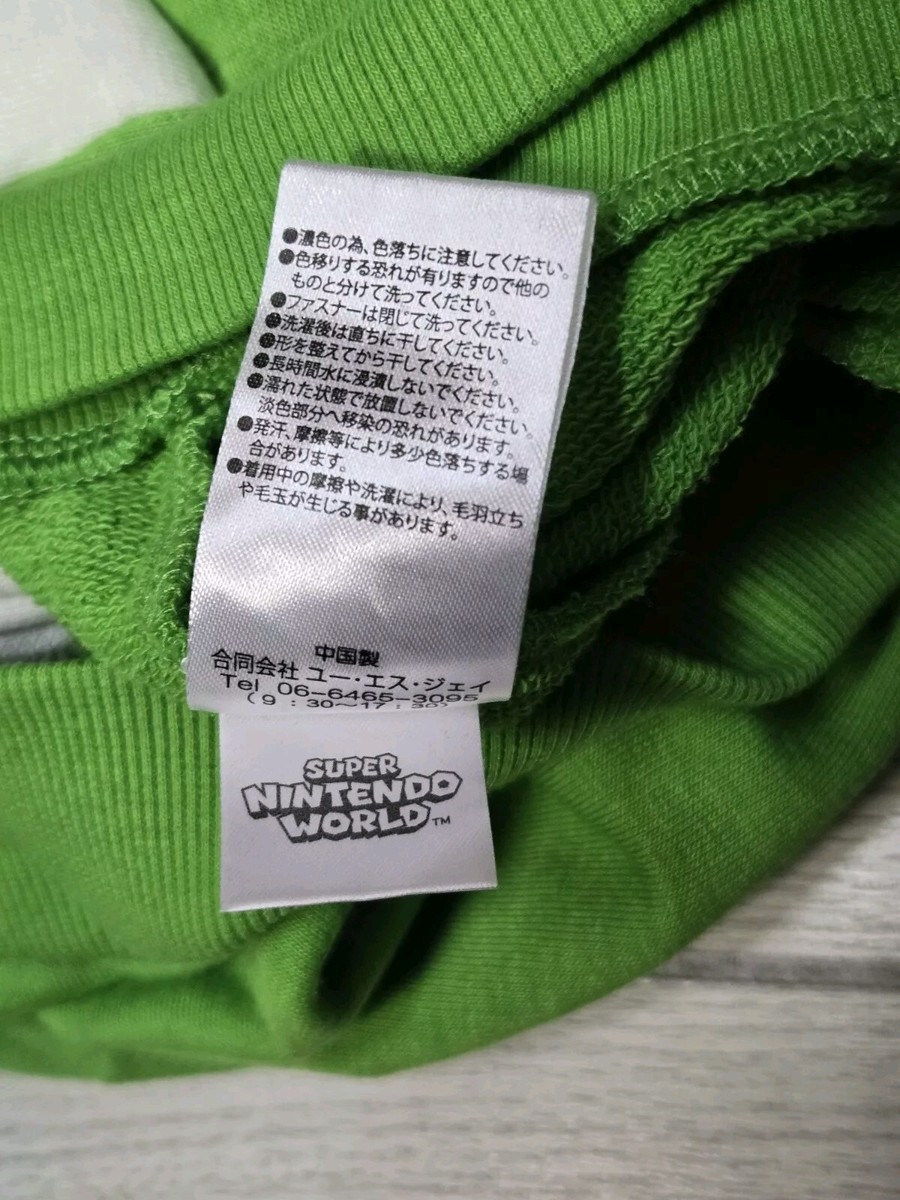 ●濃色の為、色落ちに注意してください。
●色移りする恐れが有りますので他の
ものと分けて洗ってください。
●ファスナーは閉じて洗ってください。
●洗濯後は直ちに干してください。
●形を整えてから干してください。
●長時間水に浸漬しないでください。
●濡れた状態で放置しないでください。
淡色部分へ移染の恐れがあります。
●発汗、摩擦等により多少色落ちする場
合があります。
●着用中の摩擦や洗濯により、毛羽立ち
や毛玉が生じる事があります。
中国製
合同会社 ユー・エス・ジェイ
Tel 06-6465-3095
(9:30～17:30)
SUPER
NINTENDO
WORLD™